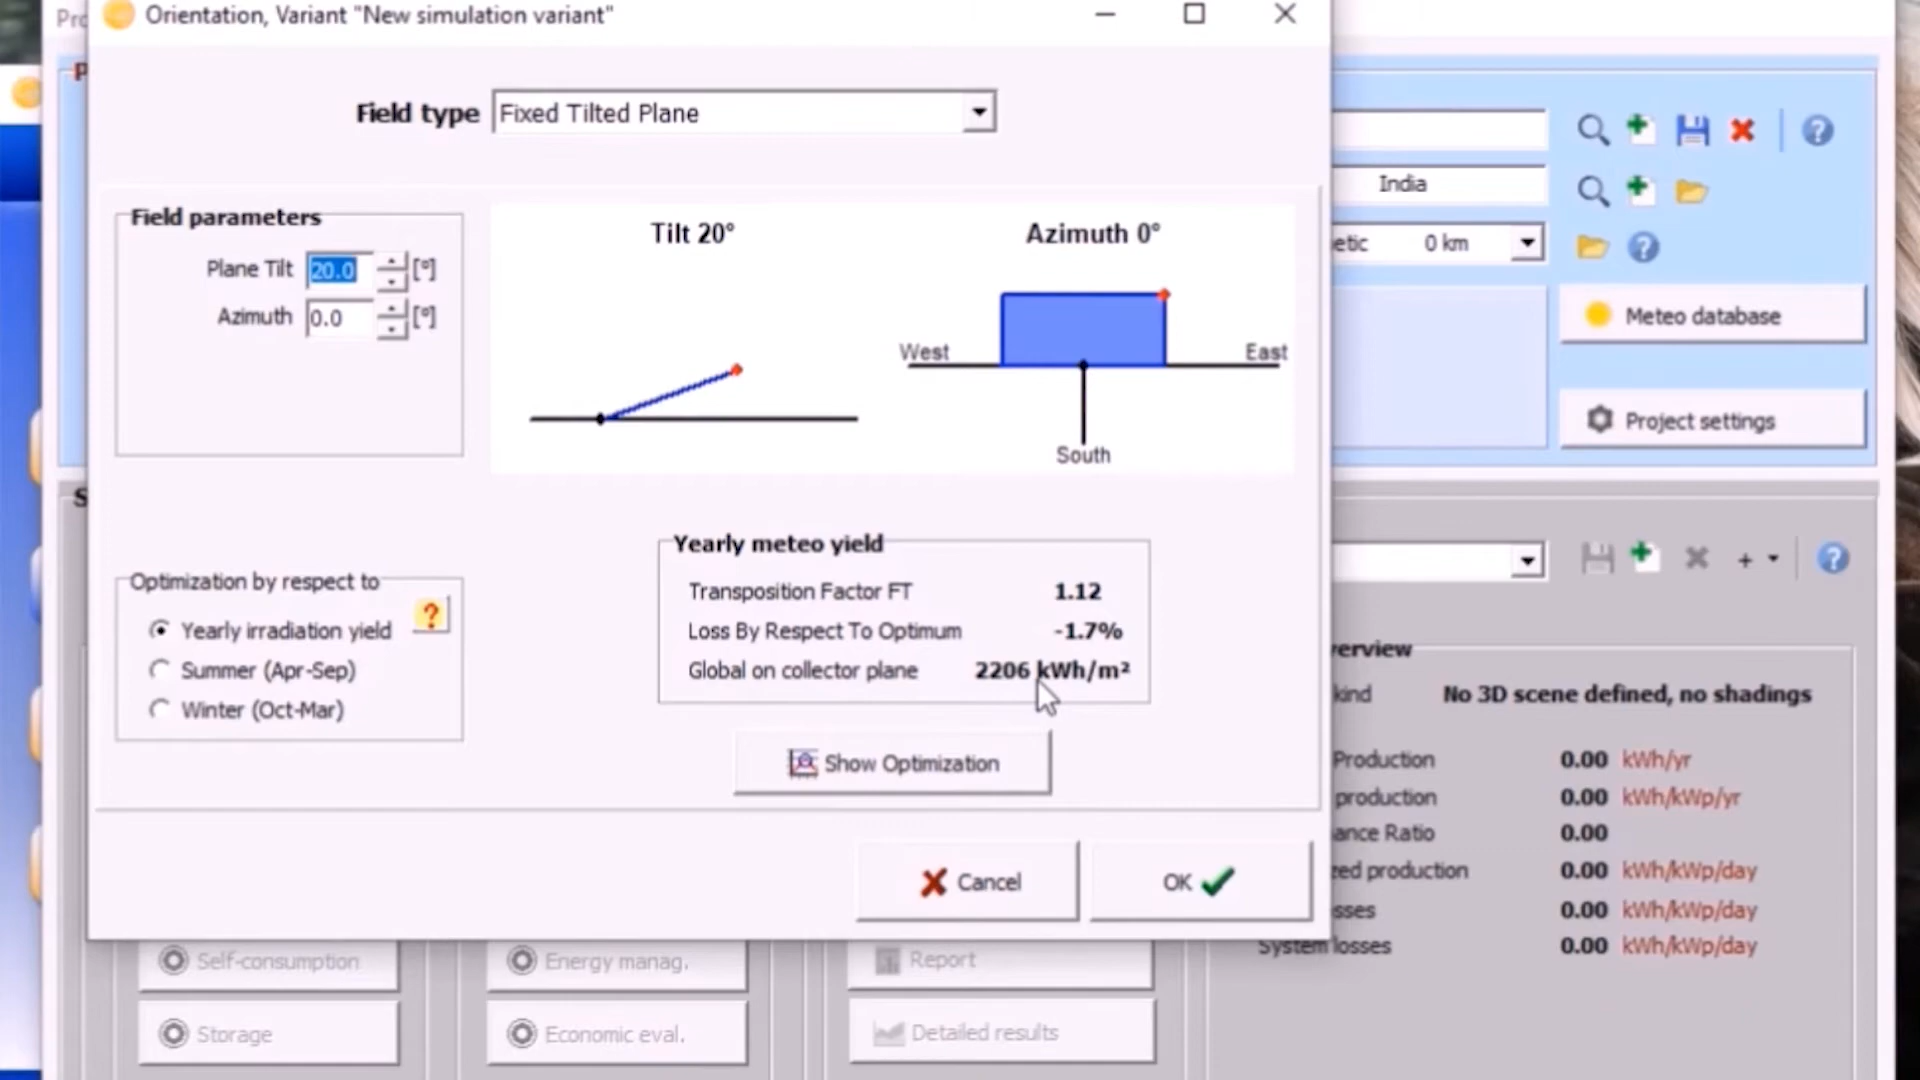 Orientation, Variant "New simulation variant"
Field type Fixed Tilted Plane
India
0 km
Field parameters
Plane Tilt 20.0 [°]
Azimuth 0.0 [°]
Tilt 20°
Azimuth 0°
West East
South
Meteo database
Project settings
Optimization by respect to
Yearly irradiation yield
Summer (Apr-Sep)
Winter (Oct-Mar)
Yearly meteo yield
Transposition Factor FT 1.12
Loss By Respect To Optimum -1.7%
Global on collector plane 2206 kWh/m²
Show Optimization
Cancel
OK
kind No 3D scene defined, no shadings
Production 0.00 kWh/yr
production 0.00 kWh/kWp/yr
Ratio 0.00
production 0.00 kWh/kWp/day
0.00 kWh/kWp/day
System losses 0.00 kWh/kWp/day
Self-consumption
Energy manag.
Report
Storage
Economic eval.
Detailed results